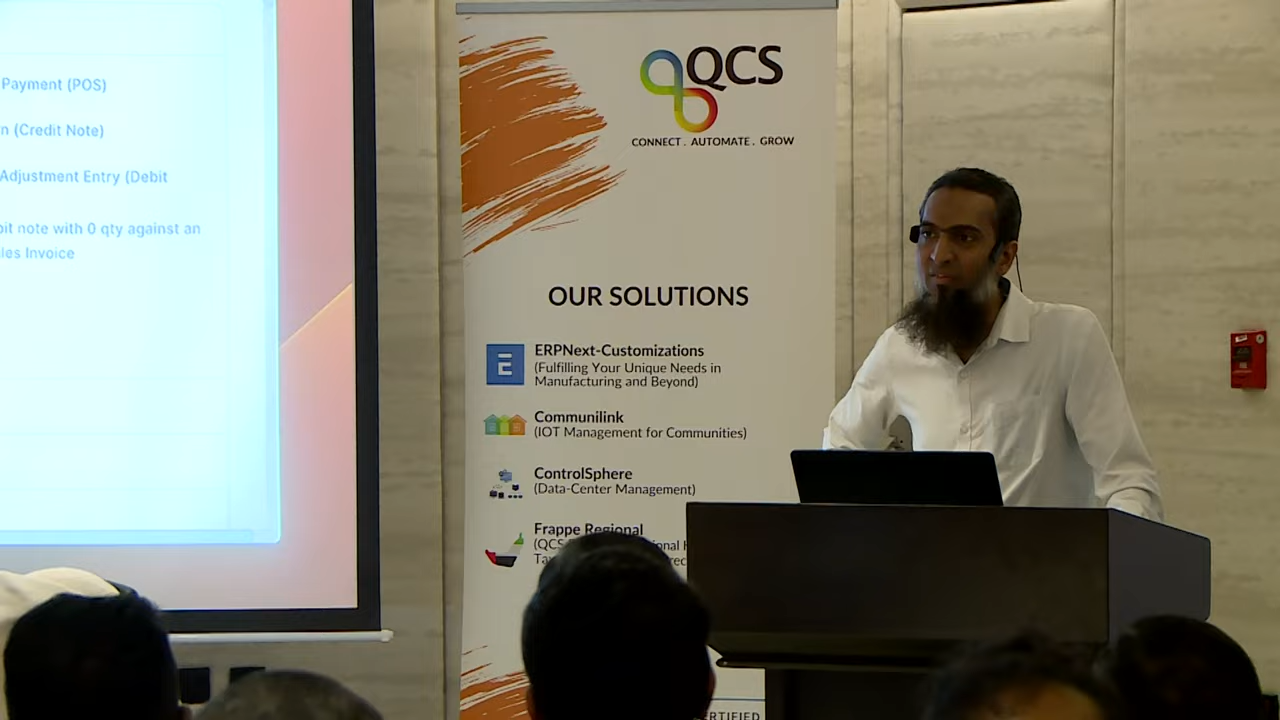 Payment (POS)
n (Credit Note)
Adjustment Entry (Debit
bit note with 0 qty against an
les Invoice
QCS
CONNECT . AUTOMATE . GROW
OUR SOLUTIONS
ERPNext-Customizations
(Fulfilling Your Unique Needs in
Manufacturing and Beyond)
Communilink
(IOT Management for Communities)
ControlSphere
(Data-Center Management)
Frappe Regional
(QCS